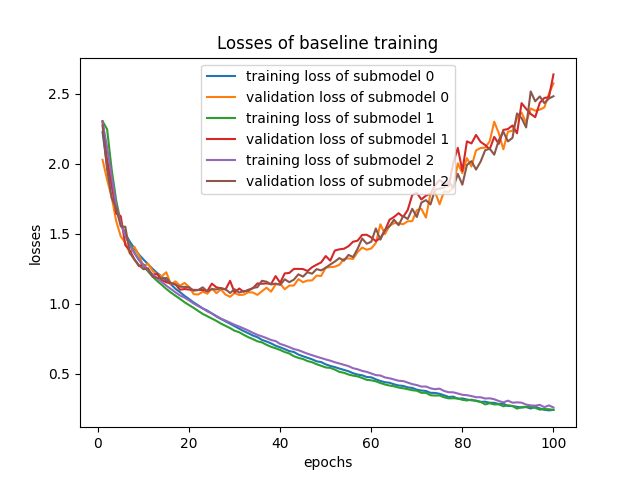 Losses of baseline training
training loss of submodel 0
validation loss of submodel 0
training loss of submodel 1
validation loss of submodel 1
training loss of submodel 2
validation loss of submodel 2
losses
2.5
2.0
1.5
1.0
0.5
0 20 40 60 80 100
epochs